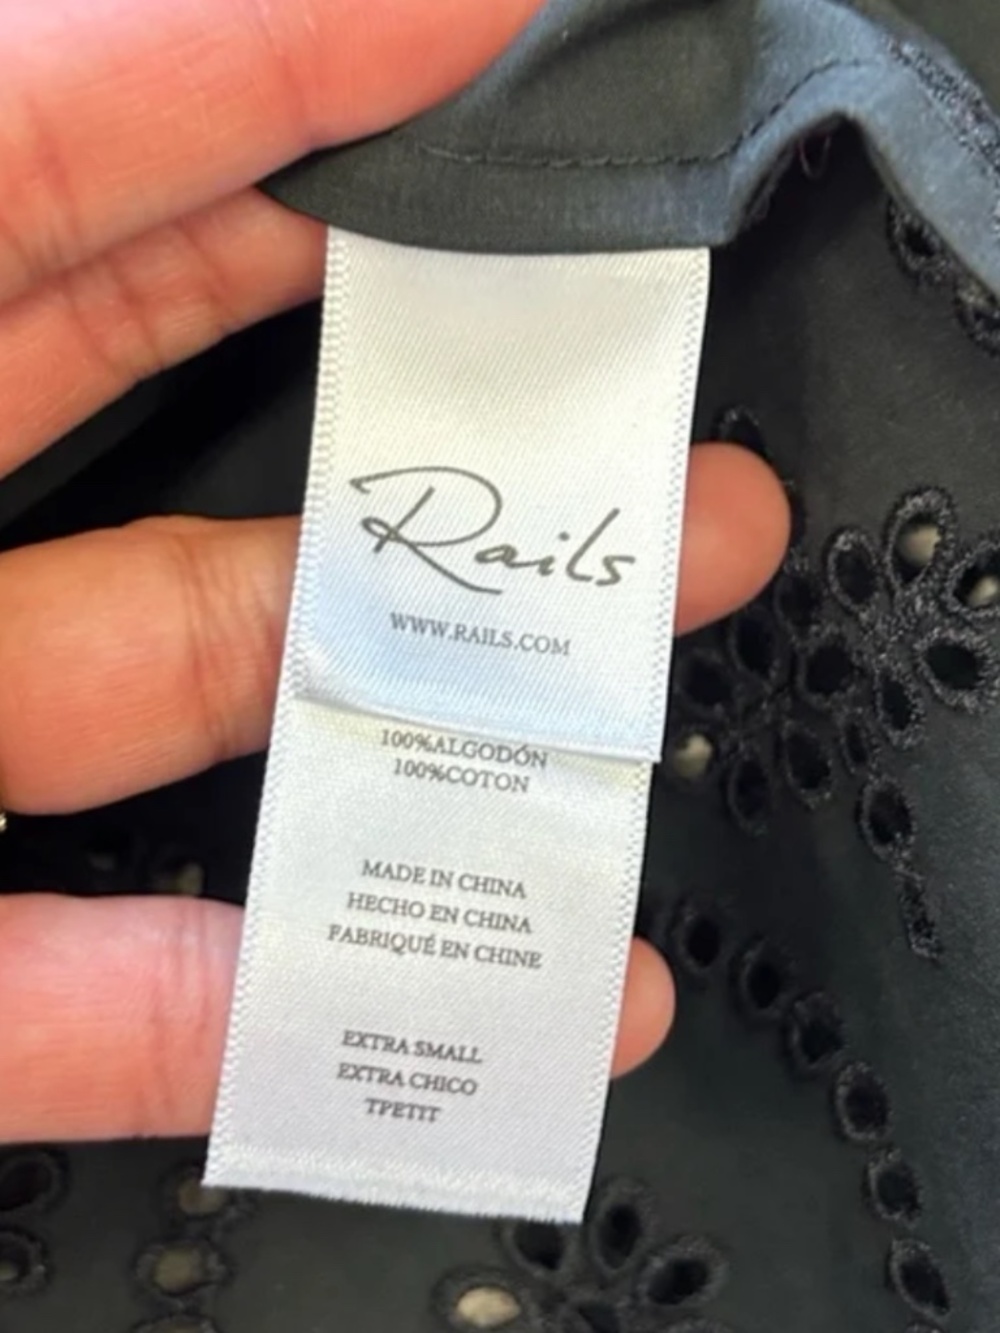 Rails
WWW.RAILS.COM
100%ALGODÓN
100%COTON
MADE IN CHINA
HECHO EN CHINA
FABRIQUÉ EN CHINE
EXTRA SMALL
EXTRA CHICO
TPETIT